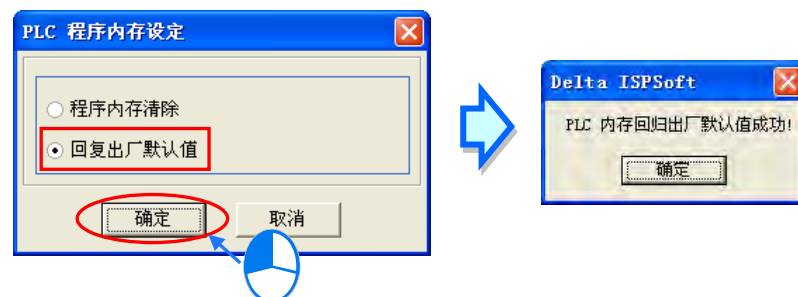 PLC 程序内存设定
程序内存清除
回复出厂默认值
确定
取消
Delta ISPSoft
PLC 内存回归出厂默认值成功!
确定